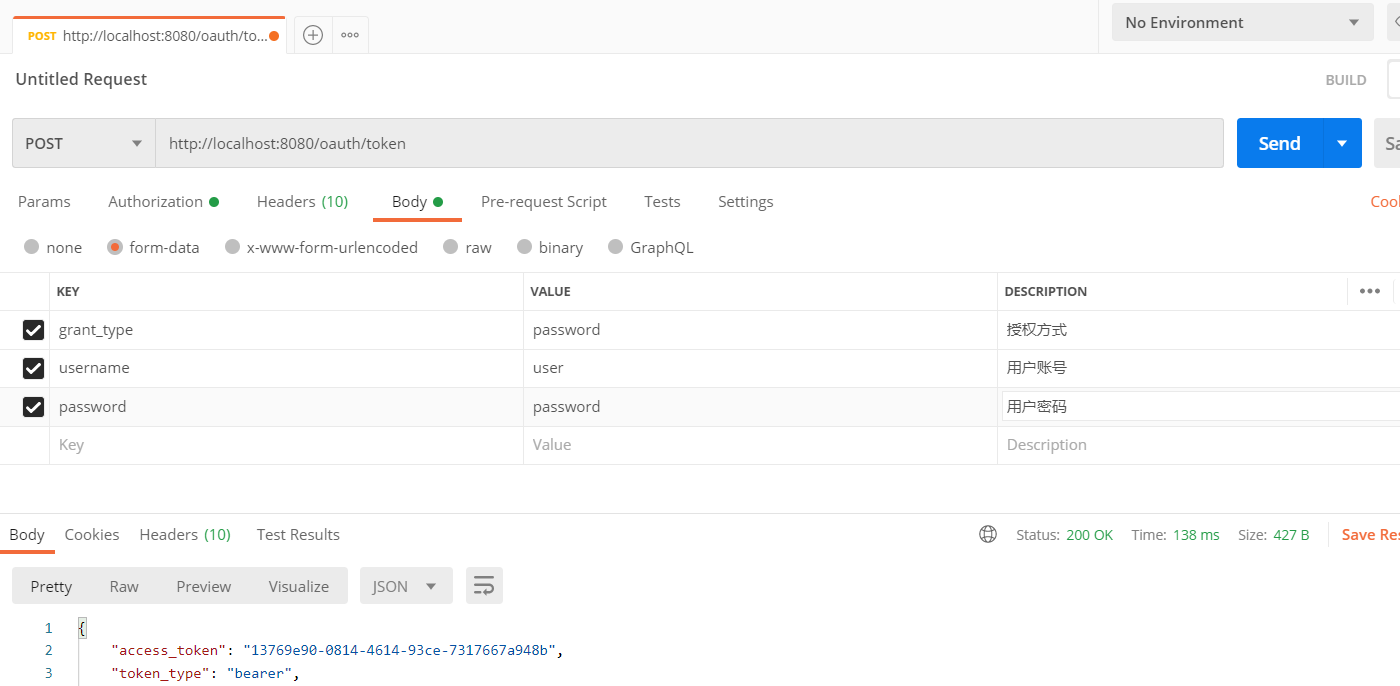 POST http://localhost:8080/oauth/to...
No Environment
Untitled Request
BUILD
POST http://localhost:8080/oauth/token Send Sa
Params Authorization Headers (10) Body Pre-request Script Tests Settings Cool
none form-data x-www-form-urlencoded raw binary GraphQL
KEY VALUE DESCRIPTION
grant_type password 授权方式
username user 用户账号
password password 用户密码
Key Value Description
Body Cookies Headers (10) Test Results Status: 200 OK Time: 138 ms Size: 427 B Save Res
Pretty Raw Preview Visualize JSON
1 {
2 "access_token": "13769e90-0814-4614-93ce-7317667a948b",
3 "token_type": "bearer",